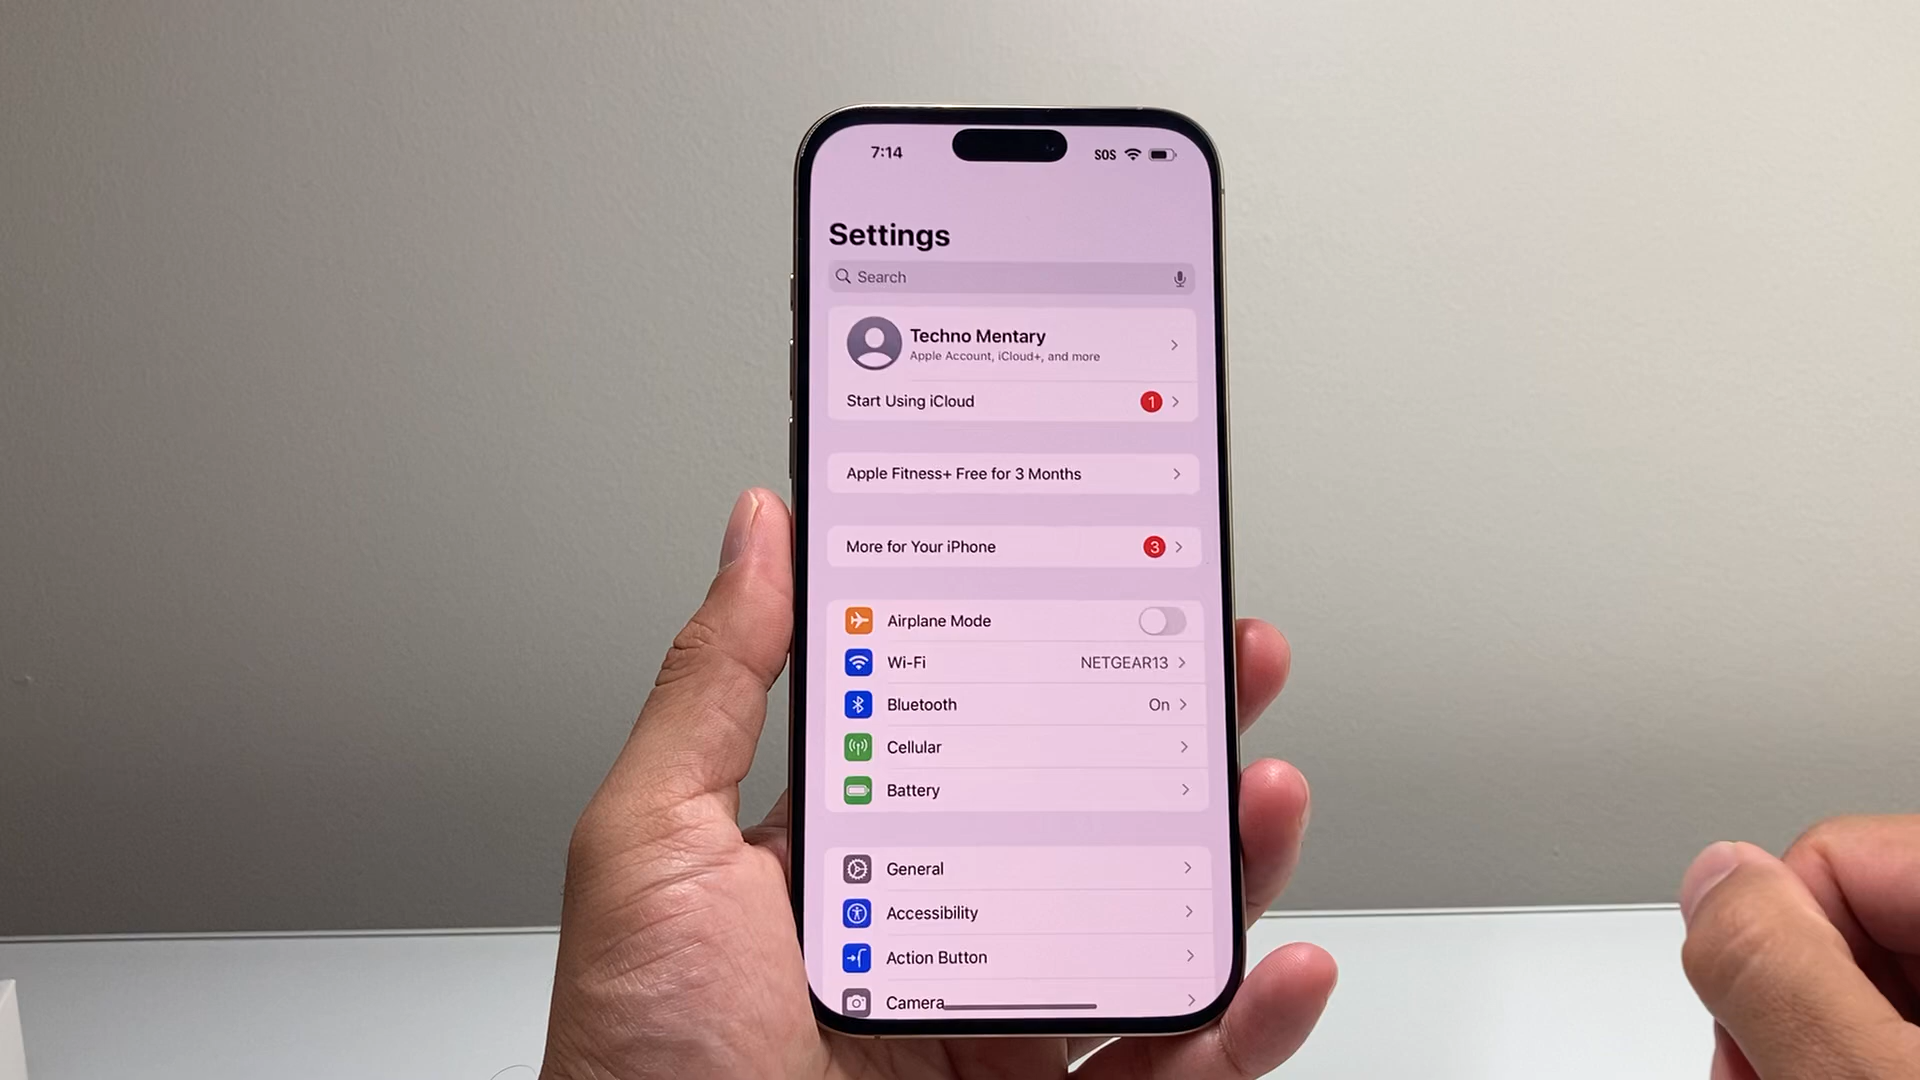 7:14
SOS
Settings
Search
Techno Mentary
Apple Account, iCloud+, and more
Start Using iCloud 1
Apple Fitness+ Free for 3 Months
More for Your iPhone 3
Airplane Mode
Wi-Fi NETGEAR13
Bluetooth On
Cellular
Battery
General
Accessibility
Action Button
Camera